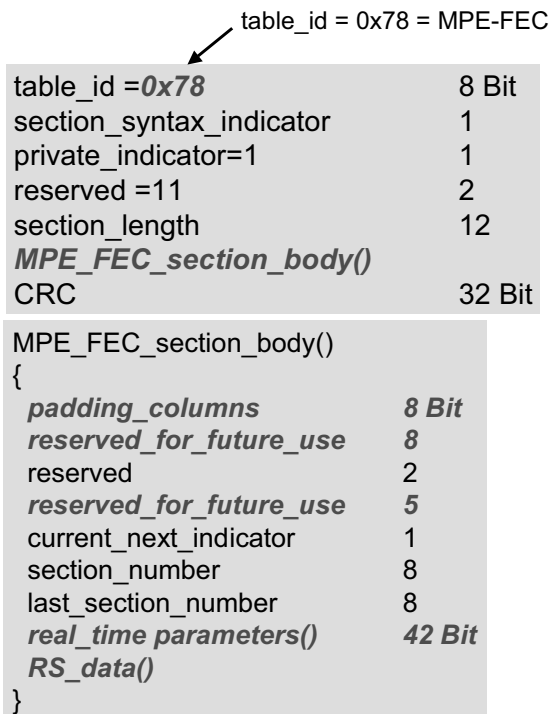 table_id = 0x78 = MPE-FEC
table_id =0x78 8 Bit
section_syntax_indicator 1
private_indicator=1 1
reserved =11 2
section_length 12
MPE_FEC_section_body()
CRC 32 Bit
MPE_FEC_section_body()
{
padding_columns 8 Bit
reserved_for_future_use 8
reserved 2
reserved_for_future_use 5
current_next_indicator 1
section_number 8
last_section_number 8
real_time parameters() 42 Bit
RS_data()
}